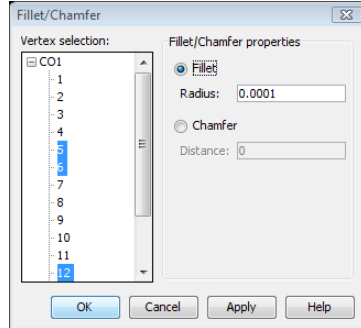 Fillet/Chamfer
Vertex selection:
CO1
1
2
3
4
5
6
7
8
9
10
11
12
Fillet/Chamfer properties
Fillet
Radius: 0.0001
Chamfer
Distance: 0
OK Cancel Apply Help